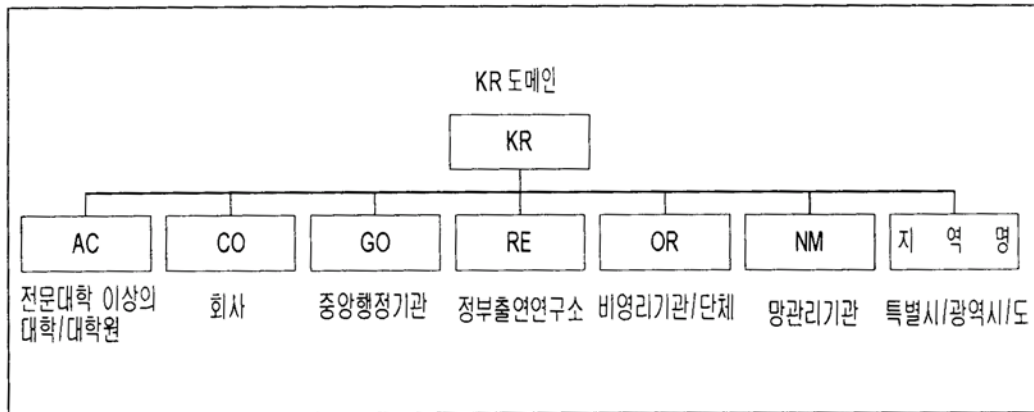 KR 도메인
KR
AC CO GO RE OR NM 지 역 명
전문대학 이상의 회사 중앙행정기관 정부출연연구소 비영리기관/단체 망관리기관 특별시/광역시/도
대학/대학원